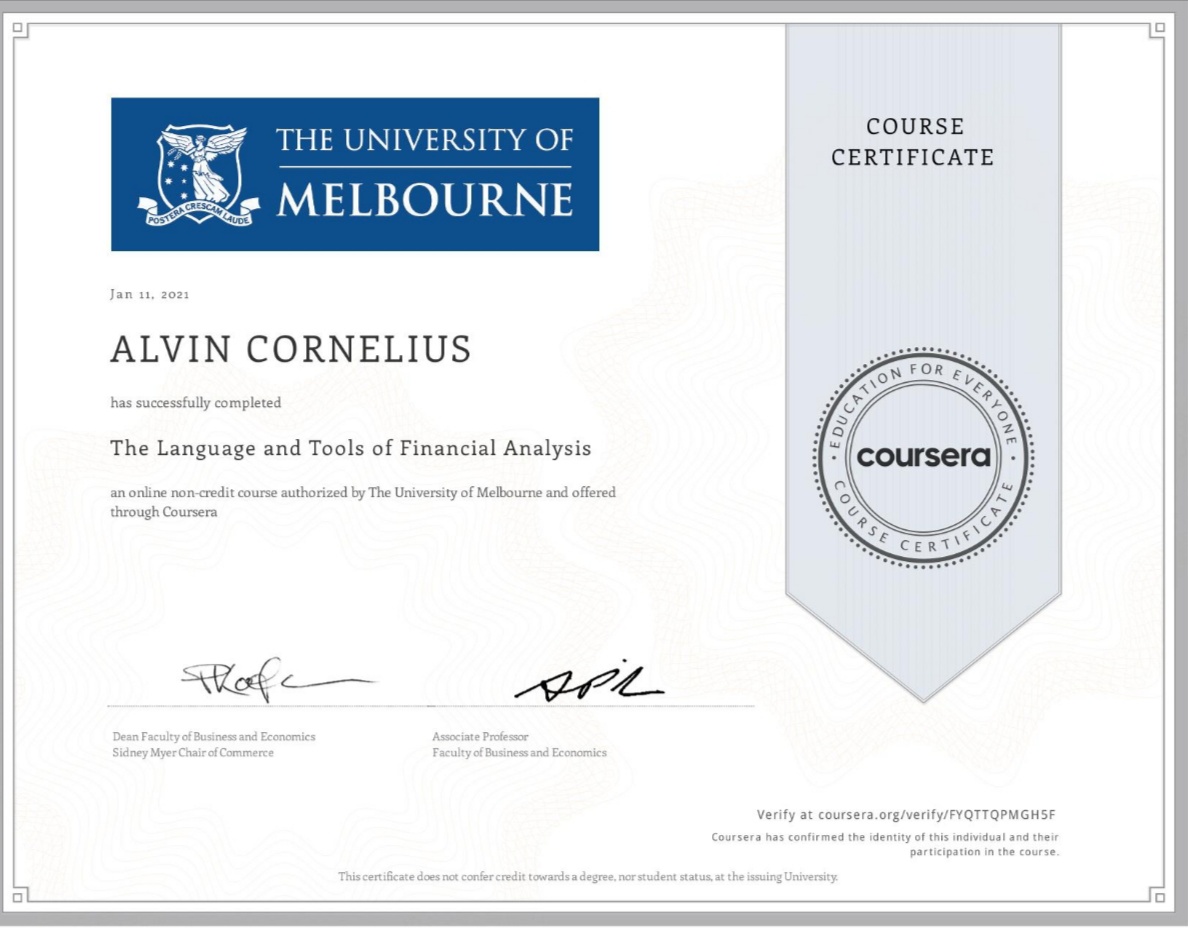 THE UNIVERSITY OF
MELBOURNE
POSTERA CRESCAM LAUDE
COURSE
CERTIFICATE
Jan 11, 2021
ALVIN CORNELIUS
has successfully completed
The Language and Tools of Financial Analysis
an online non-credit course authorized by The University of Melbourne and offered
through Coursera
EDUCATION FOR EVERYONE
coursera
COURSE CERTIFICATE
Dean Faculty of Business and Economics
Sidney Myer Chair of Commerce
Associate Professor
Faculty of Business and Economics
Verify at coursera.org/verify/FYQTTQPMGH5F
Coursera has confirmed the identity of this individual and their
participation in the course.
This certificate does not confer credit towards a degree, nor student status, at the issuing University.